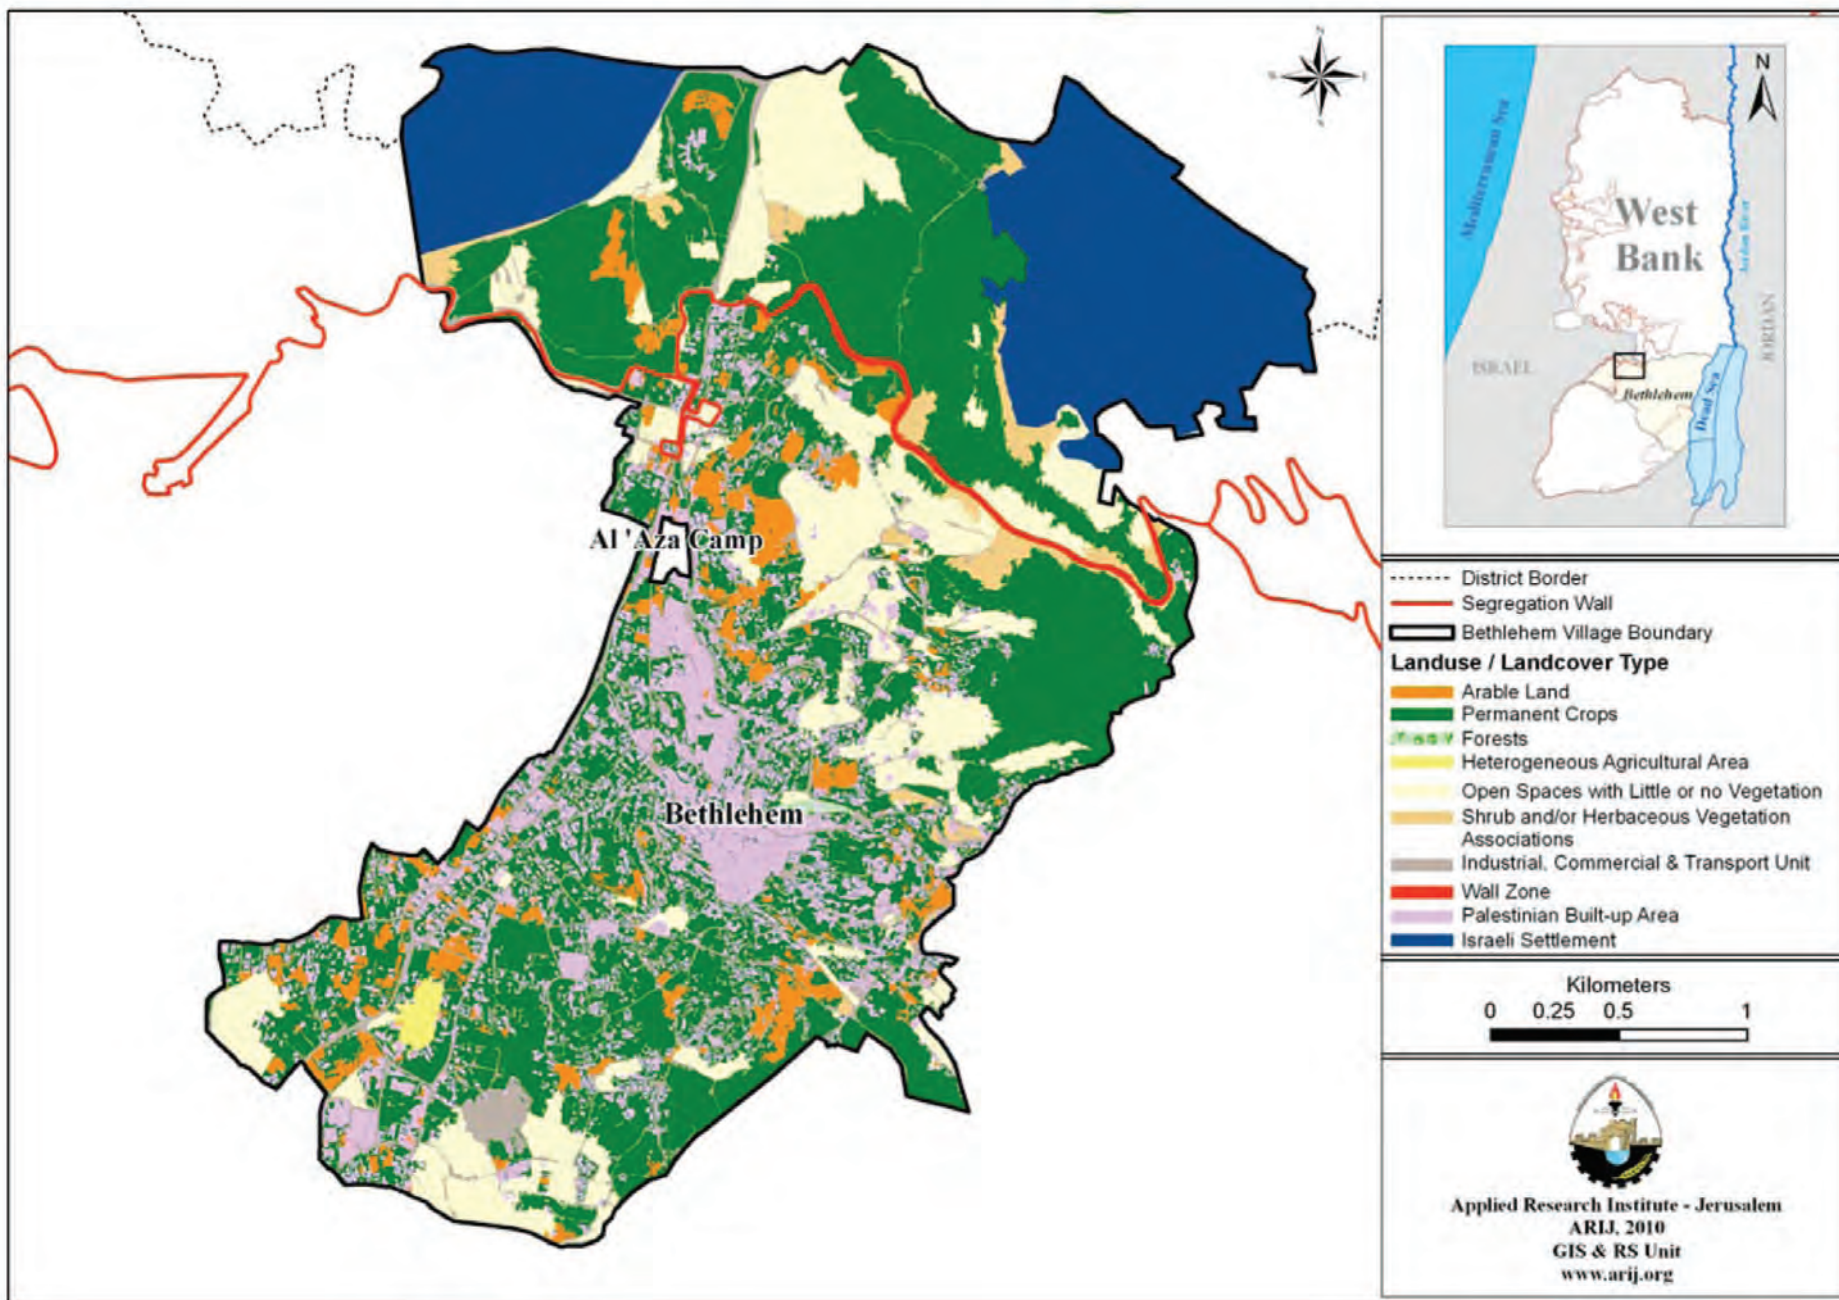 N
Al 'Aza Camp
Bethlehem
N
Mediterranean Sea
West
Bank
Jordan River
JORDAN
ISRAEL
Bethlehem
Dead Sea
District Border
Segregation Wall
Bethlehem Village Boundary
Landuse / Landcover Type
Arable Land
Permanent Crops
Forests
Heterogeneous Agricultural Area
Open Spaces with Little or no Vegetation
Shrub and/or Herbaceous Vegetation
Associations
Industrial, Commercial & Transport Unit
Wall Zone
Palestinian Built-up Area
Israeli Settlement
Kilometers
0 0.25 0.5 1
Applied Research Institute - Jerusalem
ARIJ, 2010
GIS & RS Unit
www.arij.org